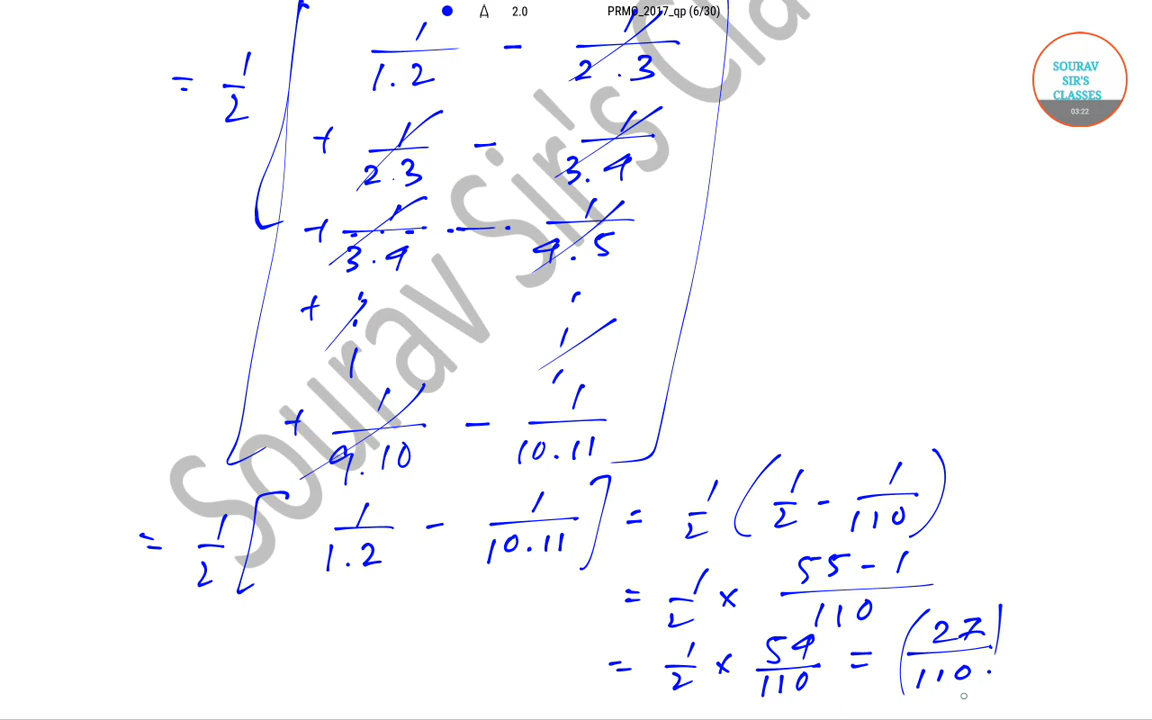 2.0 PRMO_2017_qp (6/30)
SOURAV
SIR'S
CLASSES
03:22
Sourav Sir's Cla
= 1/2 [ 1/1.2 - 1/2.3
+ 1/2.3 - 1/3.4
+ 1/3.4 - 1/4.5
+ ⋮ ⋮
+ 1/9.10 - 1/10.11 ]
= 1/2 [ 1/1.2 - 1/10.11 ] = 1/2 ( 1/2 - 1/110 )
= 1/2 × 55-1/110
= 1/2 × 54/110 = (27/110.)